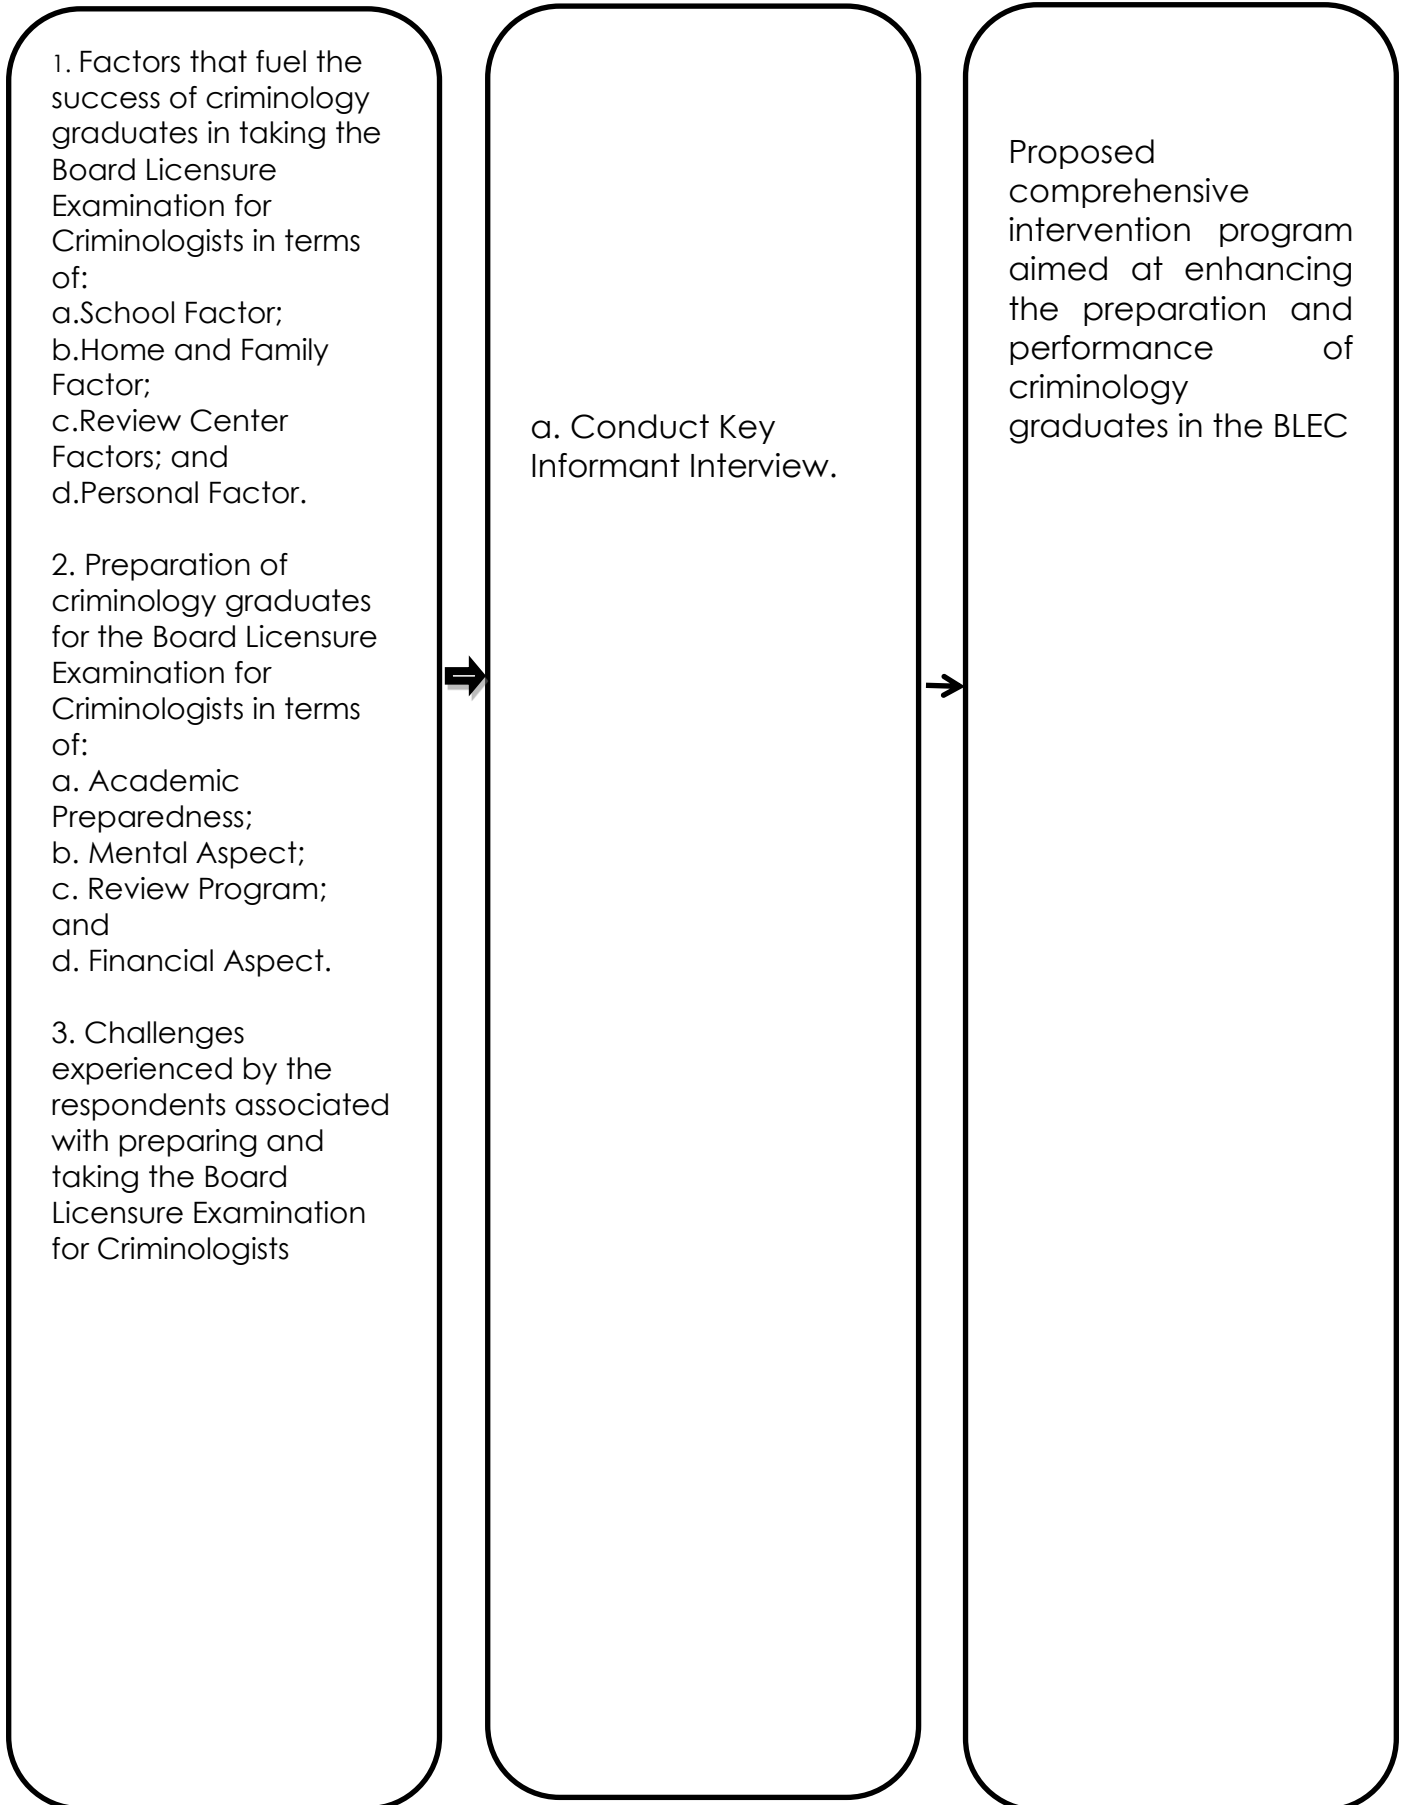 1. Factors that fuel the
success of criminology
graduates in taking the
Board Licensure
Examination for
Criminologists in terms
of:
a.School Factor;
b.Home and Family
Factor;
c.Review Center
Factors; and
d.Personal Factor.
2. Preparation of
criminology graduates
for the Board Licensure
Examination for
Criminologists in terms
of:
a. Academic
Preparedness;
b. Mental Aspect;
c. Review Program;
and
d. Financial Aspect.
3. Challenges
experienced by the
respondents associated
with preparing and
taking the Board
Licensure Examination
for Criminologists
a. Conduct Key
Informant Interview.
Proposed
comprehensive
intervention program
aimed at enhancing
the preparation and
performance of
criminology
graduates in the BLEC